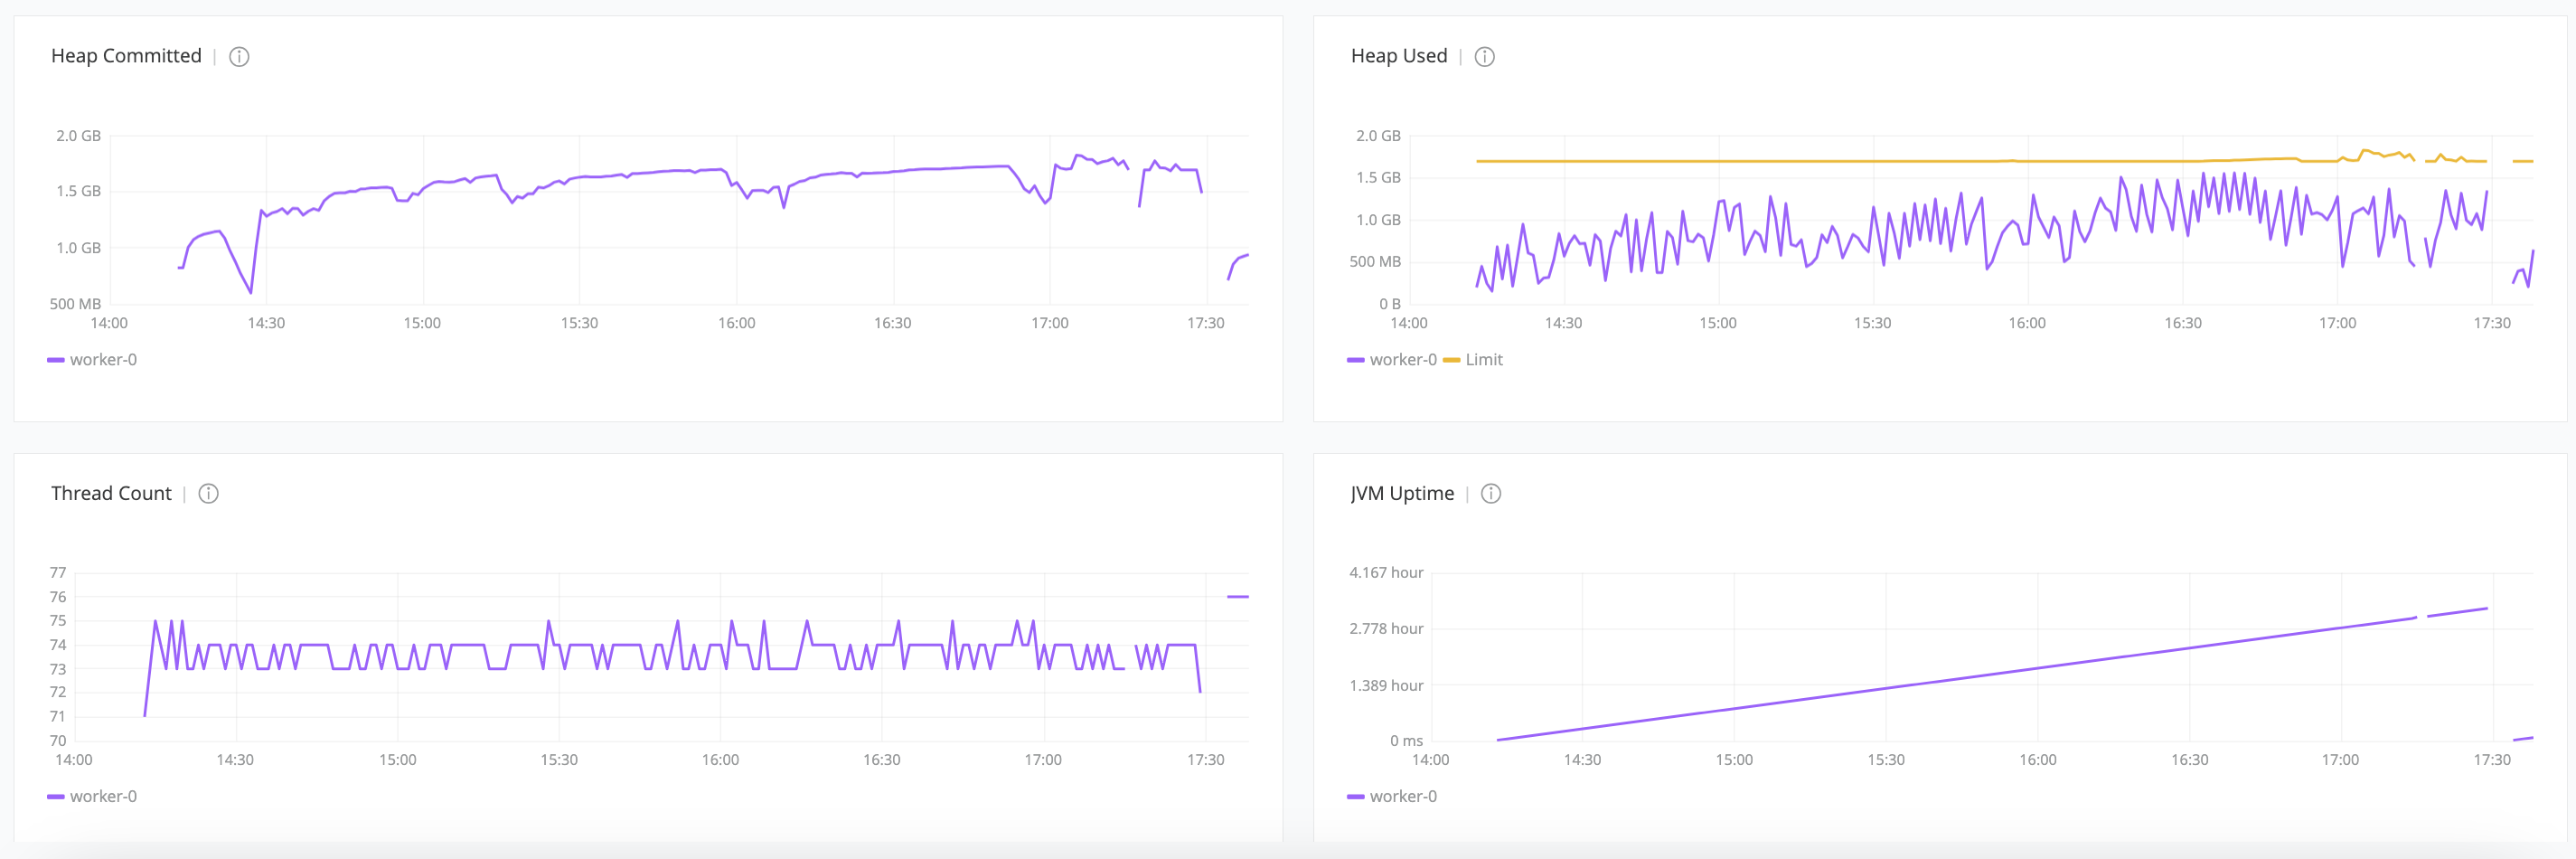 Heap Committed
2.0 GB
1.5 GB
1.0 GB
500 MB
14:00 14:30 15:00 15:30 16:00 16:30 17:00 17:30
worker-0
Heap Used
2.0 GB
1.5 GB
1.0 GB
500 MB
0 B
14:00 14:30 15:00 15:30 16:00 16:30 17:00 17:30
worker-0 Limit
Thread Count
77
76
75
74
73
72
71
70
14:00 14:30 15:00 15:30 16:00 16:30 17:00 17:30
worker-0
JVM Uptime
4.167 hour
2.778 hour
1.389 hour
0 ms
14:00 14:30 15:00 15:30 16:00 16:30 17:00 17:30
worker-0